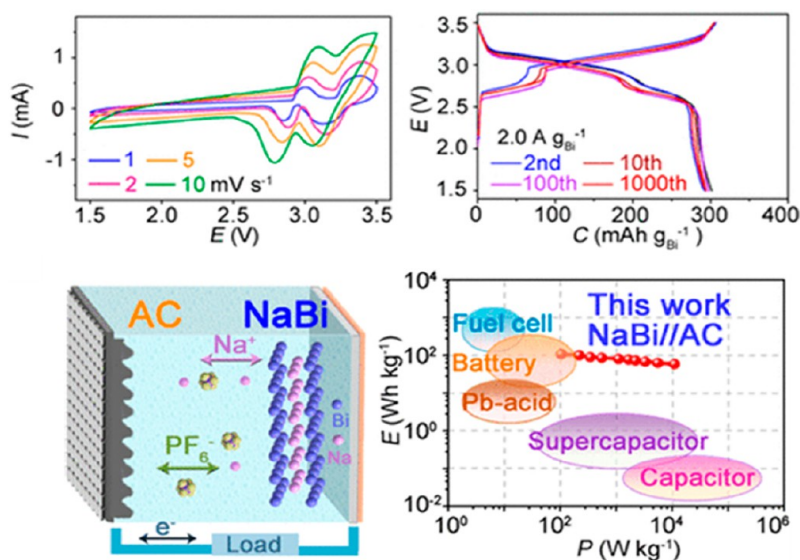 I (mA)
1
0
-1
1 5
2 10 mV s⁻¹
1.5 2.0 2.5 3.0 3.5
E (V)
E (V)
3.5
3.0
2.5
2.0
1.5
2.0 A g_Bi⁻¹
2nd 10th
100th 1000th
0 100 200 300 400
C (mAh g_Bi⁻¹)
AC NaBi
Na⁺
PF₆⁻
Bi
Na
e⁻
Load
E (Wh kg⁻¹)
10⁴
10²
10⁰
10⁻²
This work
NaBi//AC
Fuel cell
Battery
Pb-acid
Supercapacitor
Capacitor
10⁰ 10² 10⁴ 10⁶
P (W kg⁻¹)